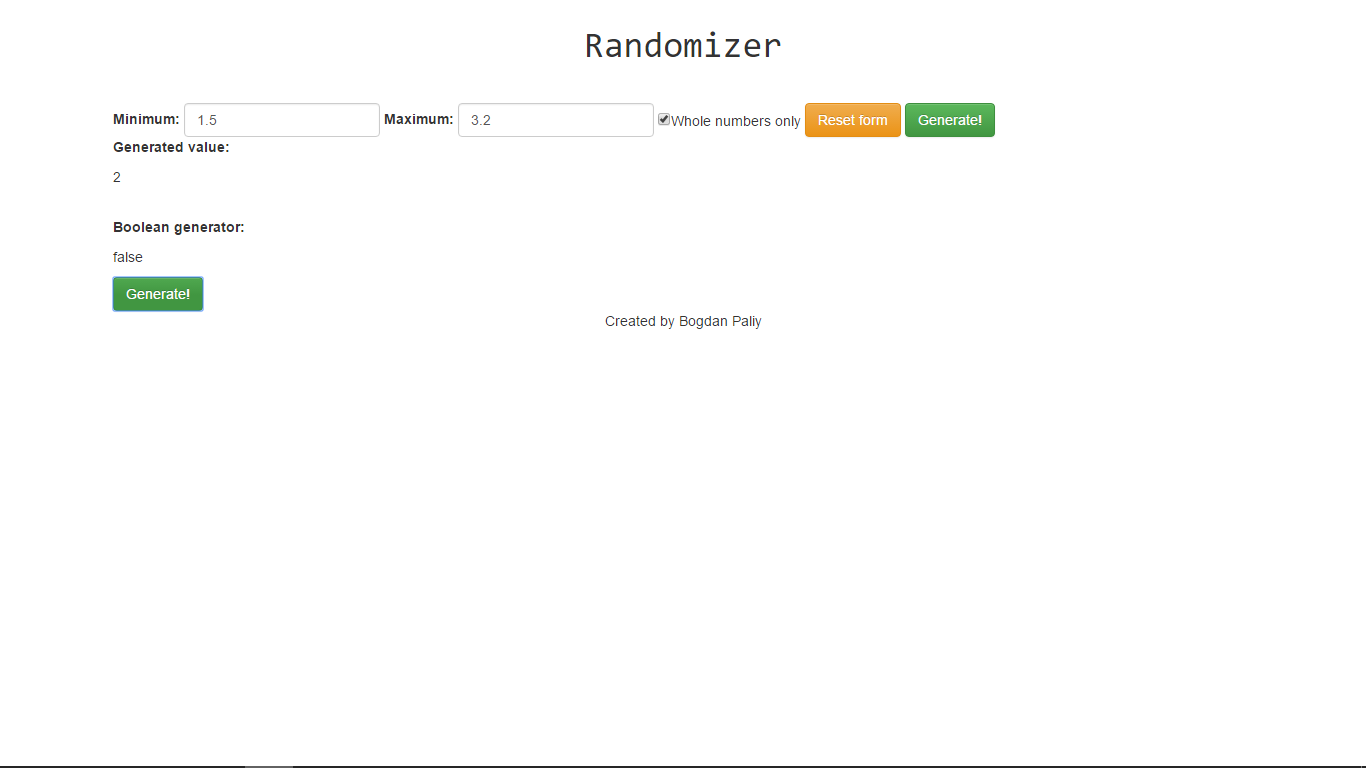 Randomizer
Minimum: 1.5 Maximum: 3.2 Whole numbers only Reset form Generate!
Generated value:
2
Boolean generator:
false
Generate!
Created by Bogdan Paliy